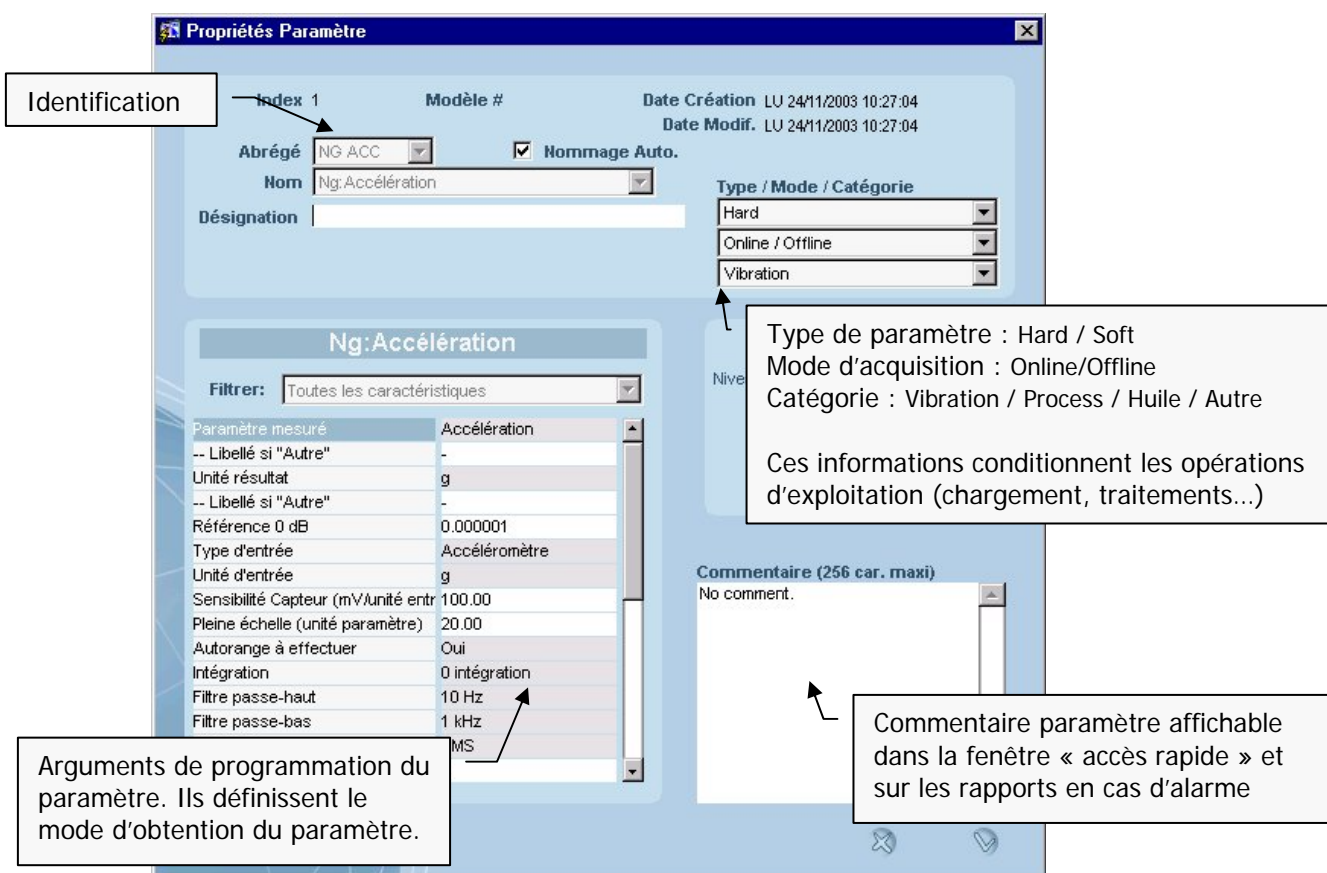 Propriétés Paramètre
Identification
Index 1 Modèle # Date Création LU 24/11/2003 10:27:04
Date Modif. LU 24/11/2003 10:27:04
Abrégé NG ACC Nommage Auto.
Nom Ng:Accélération
Désignation
Type / Mode / Catégorie
Hard
Online / Offline
Vibration
Type de paramètre : Hard / Soft
Mode d'acquisition : Online/Offline
Catégorie : Vibration / Process / Huile / Autre
Ces informations conditionnent les opérations
d'exploitation (chargement, traitements...)
Ng:Accélération
Filtrer: Toutes les caractéristiques
Paramètre mesuré Accélération
-- Libellé si "Autre" -
Unité résultat g
-- Libellé si "Autre" -
Référence 0 dB 0.000001
Type d'entrée Accéléromètre
Unité d'entrée g
Sensibilité Capteur (mV/unité entr 100.00
Pleine échelle (unité paramètre) 20.00
Autorange à effectuer Oui
Intégration 0 intégration
Filtre passe-haut 10 Hz
Filtre passe-bas 1 kHz
Arguments de programmation du
paramètre. Ils définissent le
mode d'obtention du paramètre.
Commentaire (256 car. maxi)
No comment.
Commentaire paramètre affichable
dans la fenêtre « accès rapide » et
sur les rapports en cas d'alarme